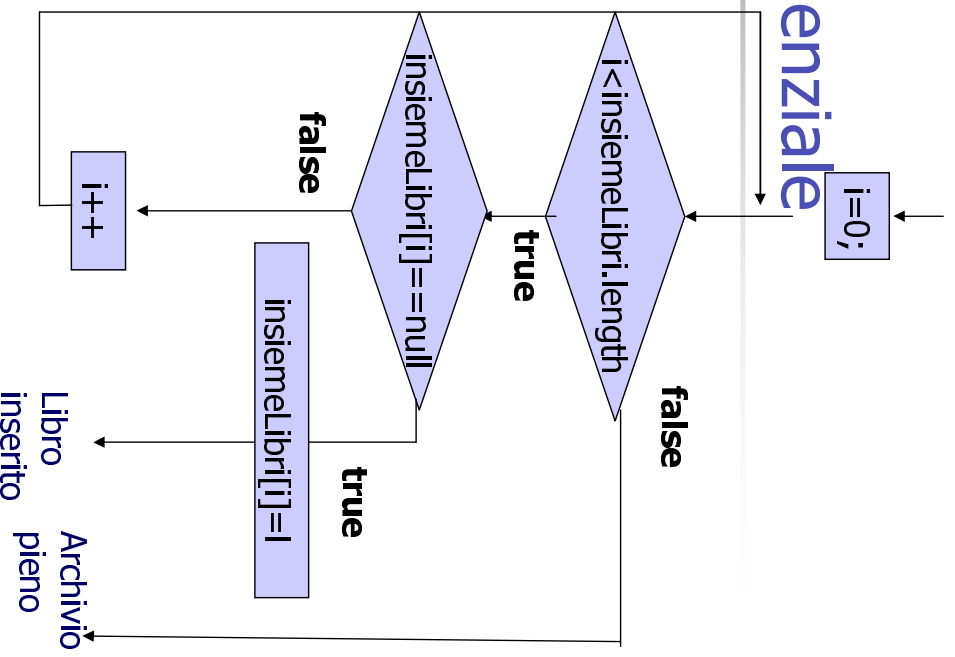 enziale
i=0;
i<insiemeLibri.length
false
true
insiemeLibri[i]==null
false
true
i++
insiemeLibri[i]=l
Libro
inserito
Archivio
pieno